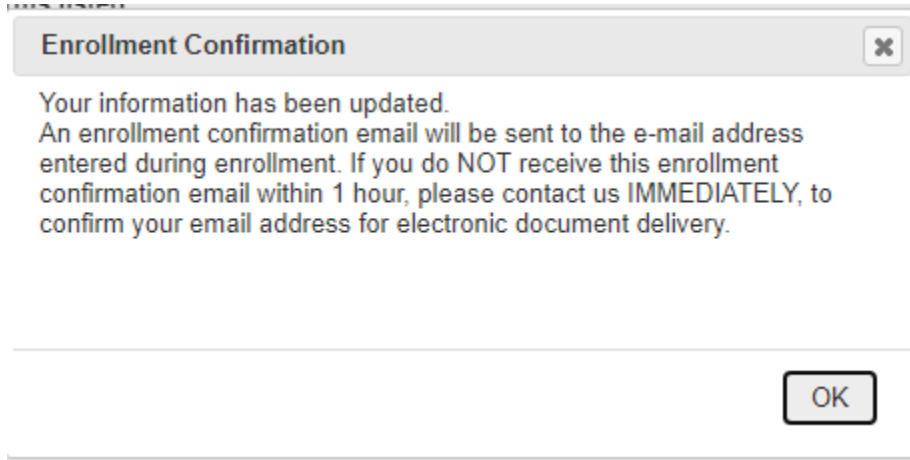 Enrollment Confirmation
Your information has been updated.
An enrollment confirmation email will be sent to the e-mail address
entered during enrollment. If you do NOT receive this enrollment
confirmation email within 1 hour, please contact us IMMEDIATELY, to
confirm your email address for electronic document delivery.
OK